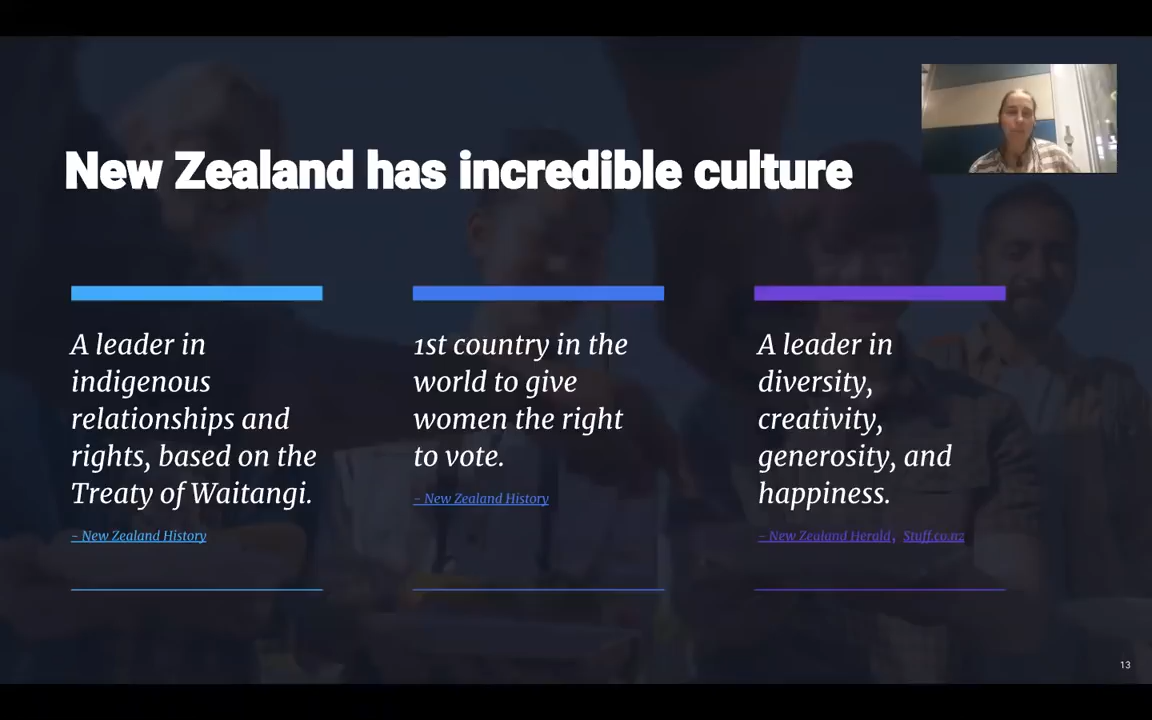 New Zealand has incredible culture
A leader in
indigenous
relationships and
rights, based on the
Treaty of Waitangi.
– New Zealand History
1st country in the
world to give
women the right
to vote.
– New Zealand History
A leader in
diversity,
creativity,
generosity, and
happiness.
– New Zealand Herald, Stuff.co.nz
13